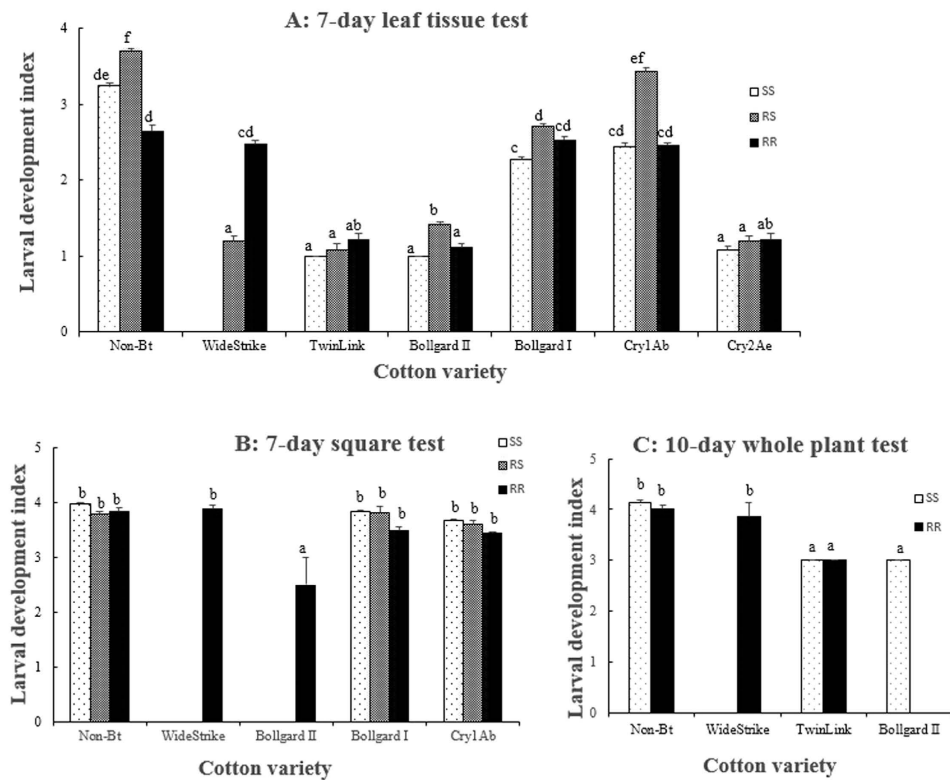 A: 7-day leaf tissue test
Larval development index
4
3
2
1
0
de
f
d
a
cd
a
a
ab
a
b
a
c
d
cd
cd
ef
cd
a
a
ab
SS
RS
RR
Non-Bt WideStrike TwinLink Bollgard II Bollgard I Cry1Ab Cry2Ae
Cotton variety
B: 7-day square test
Larval development index
5
4
3
2
1
0
b
b
b
b
a
b
b
b
b
b
b
SS
RS
RR
Non-Bt WideStrike Bollgard II Bollgard I Cry1Ab
Cotton variety
C: 10-day whole plant test
Larval development index
5
4
3
2
1
0
b
b
b
a
a
a
SS
RR
Non-Bt WideStrike TwinLink Bollgard II
Cotton variety